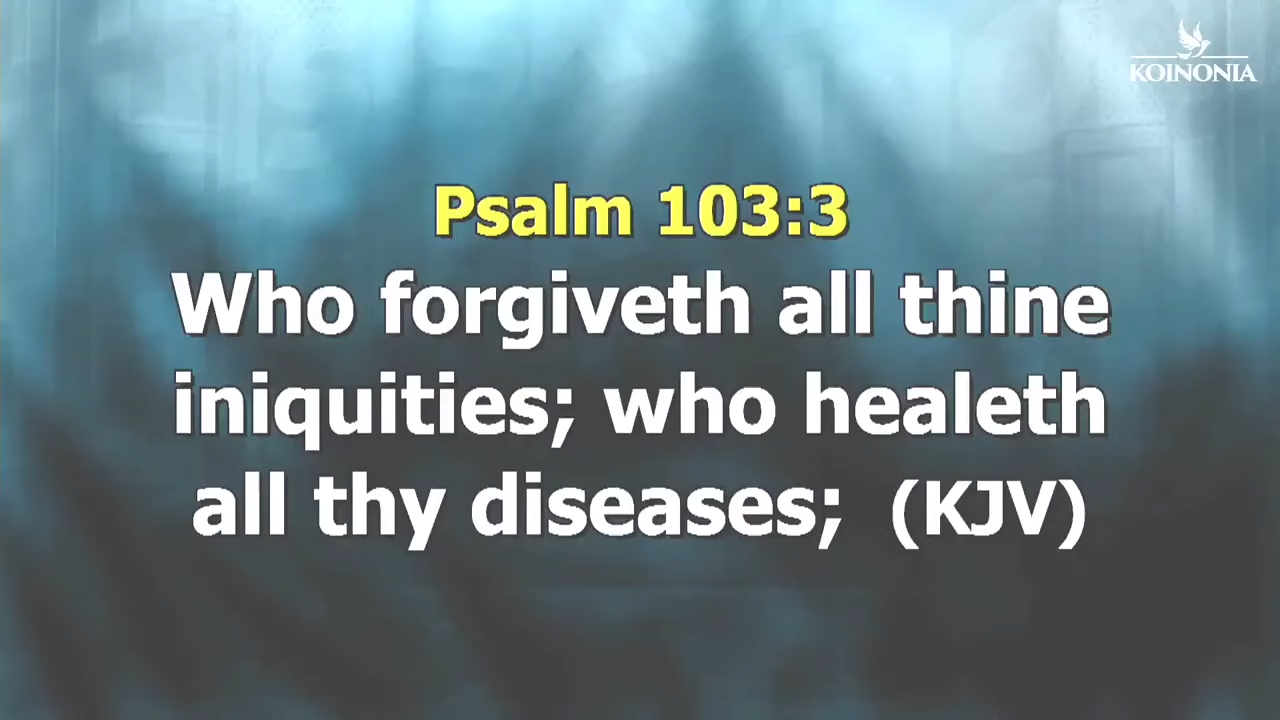 KOINONIA
Psalm 103:3
Who forgiveth all thine
iniquities; who healeth
all thy diseases; (KJV)